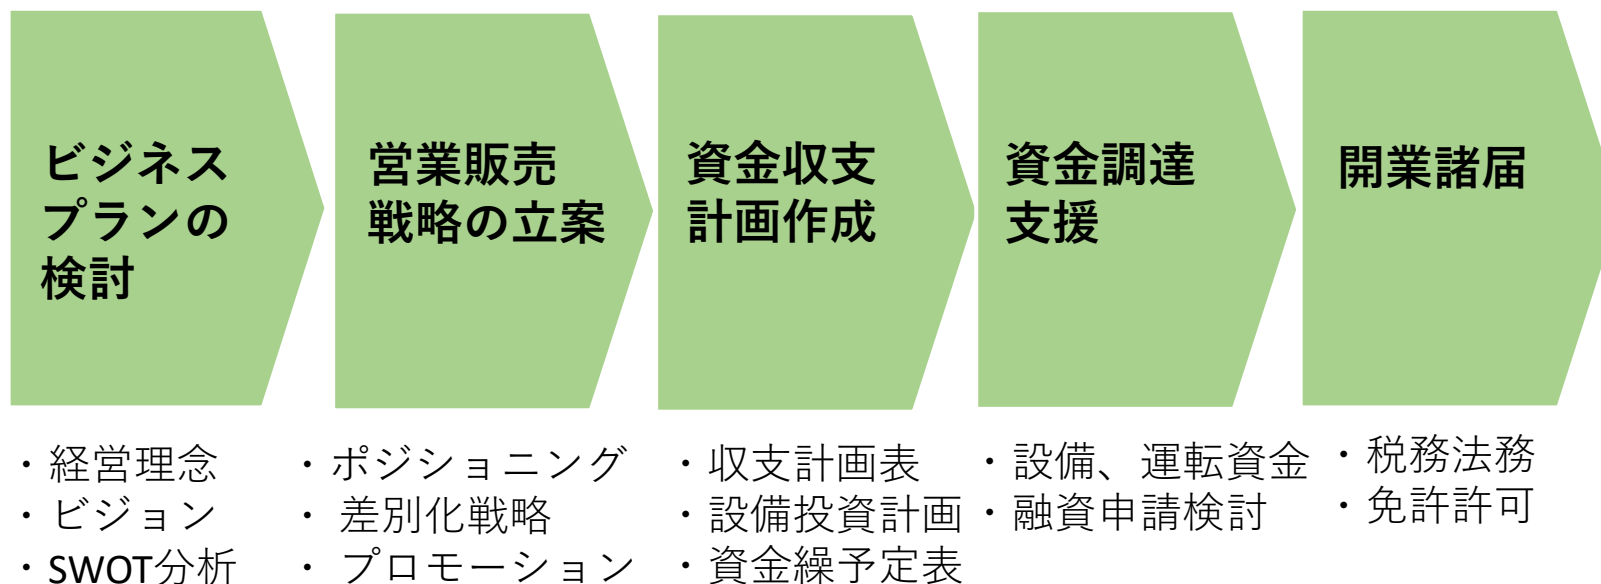 ビジネス
プランの
検討
営業販売
戦略の立案
資金収支
計画作成
資金調達
支援
開業諸届
・経営理念
・ビジョン
・SWOT分析
・ポジショニング
・差別化戦略
・プロモーション
・収支計画表
・設備投資計画
・資金繰予定表
・設備、運転資金
・融資申請検討
・税務法務
・免許許可